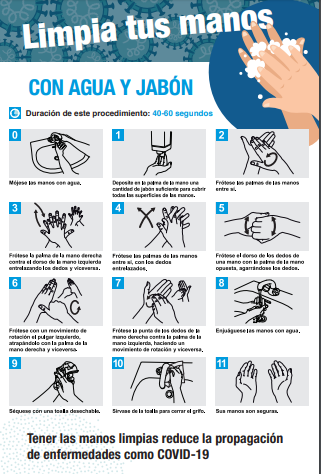 Limpia tus manos
CON AGUA Y JABÓN
Duración de este procedimiento: 40-60 segundos
0
Mójese las manos con agua.
1
Deposite en la palma de la mano una
cantidad de jabón suficiente para cubrir
todas las superficies de las manos.
2
Frótese las palmas de las manos
entre sí.
3
Frótese la palma de la mano derecha
contra el dorso de la mano izquierda
entrelazando los dedos y viceversa.
4
Frótese las palmas de las manos
entre sí, con los dedos
entrelazados.
5
Frótese el dorso de los dedos de
una mano con la palma de la mano
opuesta, agarrándose los dedos.
6
Frótese con un movimiento de
rotación el pulgar izquierdo,
atrapándolo con la palma de la
mano derecha y viceversa.
7
Frótese la punta de los dedos de la
mano derecha contra la palma de la
mano izquierda, haciendo un
movimiento de rotación y viceversa.
8
Enjuáguese las manos con agua.
9
Séquese con una toalla desechable.
10
Sírvase de la toalla para cerrar el grifo.
11
Sus manos son seguras.
Tener las manos limpias reduce la propagación
de enfermedades como COVID-19